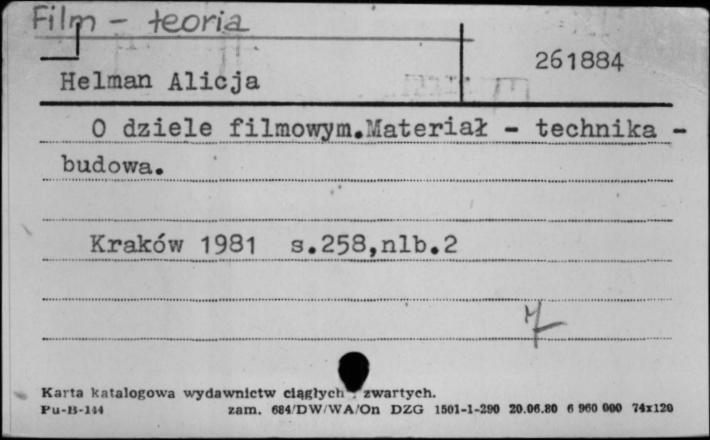 Film - teoria
261884
Helman Alicja
O dziele filmowym.Materiał - technika -
budowa.
Kraków 1981 s.258,nlb.2
Karta katalogowa wydawnictw ciągłych i zwartych.
Pu-B-144 zam. 684/DW/WA/On DZG 1501-1-290 20.06.80 6 960 000 74x120